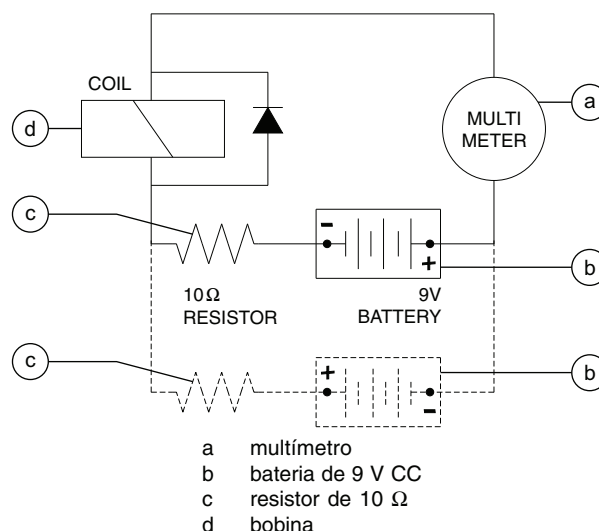 COIL
MULTI
METER
a
d
c
- +
10Ω
RESISTOR
9V
BATTERY
b
c
+ -
b
a multímetro
b bateria de 9 V CC
c resistor de 10 Ω
d bobina